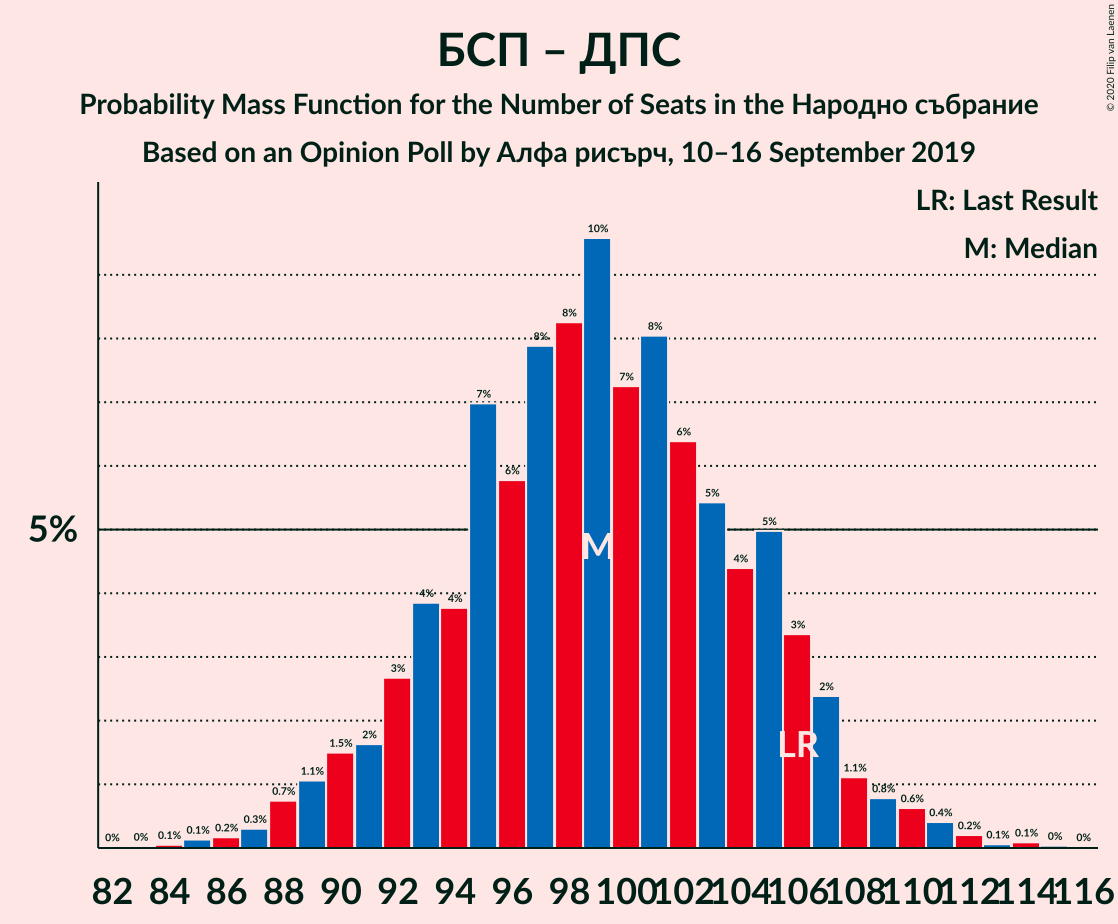 БСП – ДПС
Probability Mass Function for the Number of Seats in the Народно събрание
Based on an Opinion Poll by Алфа рисърч, 10–16 September 2019
© 2020 Filip van Laenen
LR: Last Result
M: Median
5%
0% 0% 0.1% 0.1% 0.2% 0.3% 0.7% 1.1% 1.5% 2% 3% 4% 4% 7% 6% 8% 8% 10% 7% 8% 6% 5% 4% 5% 3% 2% 1.1% 0.8% 0.6% 0.4% 0.2% 0.1% 0.1% 0% 0%
M
LR
82 84 86 88 90 92 94 96 98 100 102 104 106 108 110 112 114 116